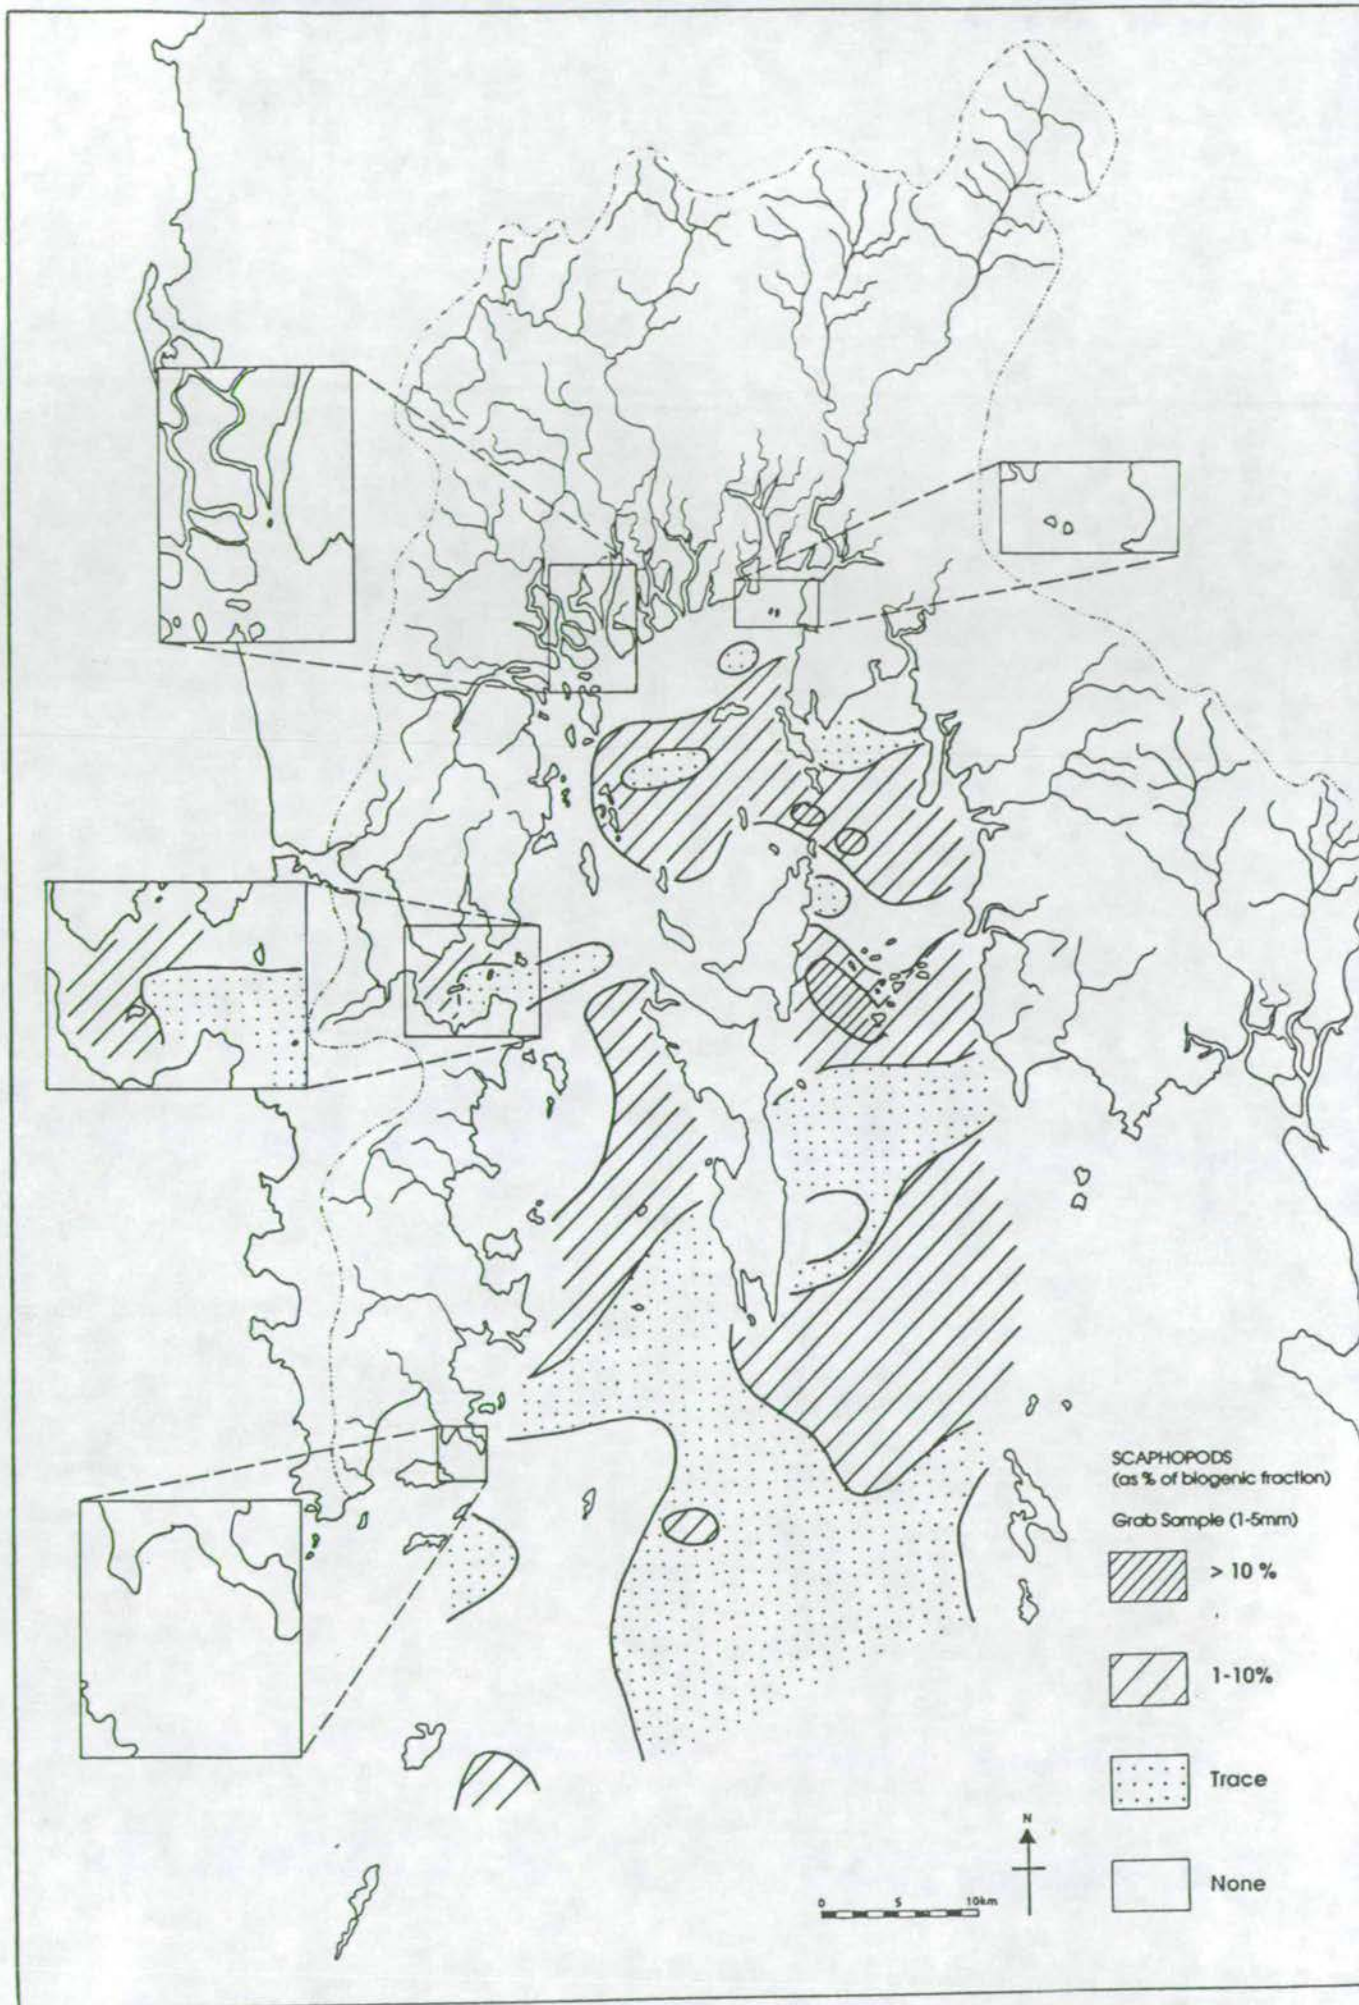 SCAPHOPODS
(as % of biogenic fraction)
Grab Sample (1-5mm)
> 10 %
1-10%
Trace
None
N
0 5 10km